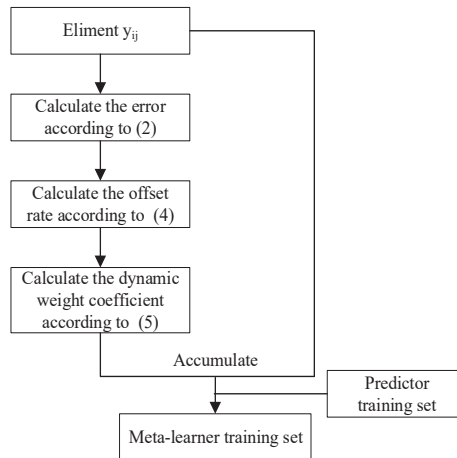 Eliment y_ij
Calculate the error
according to (2)
Calculate the offset
rate according to (4)
Calculate the dynamic
weight coefficient
according to (5)
Accumulate
Predictor
training set
Meta-learner training set